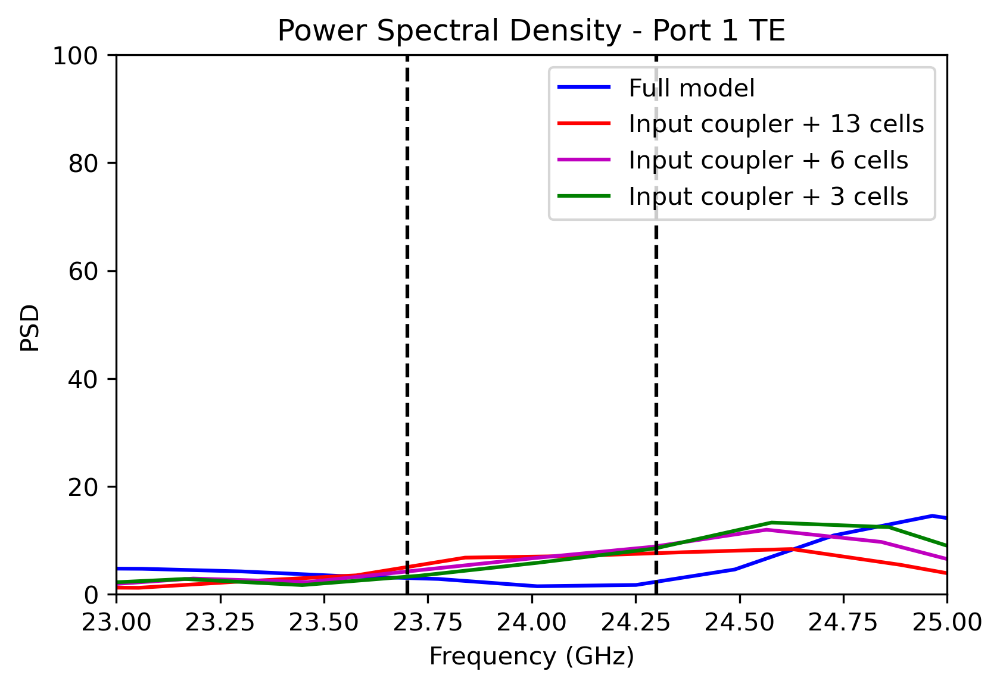 Power Spectral Density - Port 1 TE
100
80
60
40
20
0
PSD
Full model
Input coupler + 13 cells
Input coupler + 6 cells
Input coupler + 3 cells
23.00 23.25 23.50 23.75 24.00 24.25 24.50 24.75 25.00
Frequency (GHz)